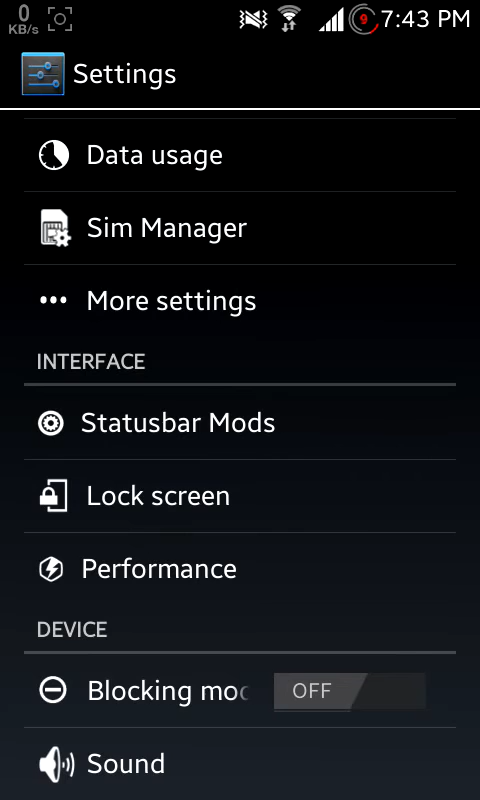 0
KB/s
9
7:43 PM
Settings
Data usage
Sim Manager
More settings
INTERFACE
Statusbar Mods
Lock screen
Performance
DEVICE
Blocking mo
OFF
Sound